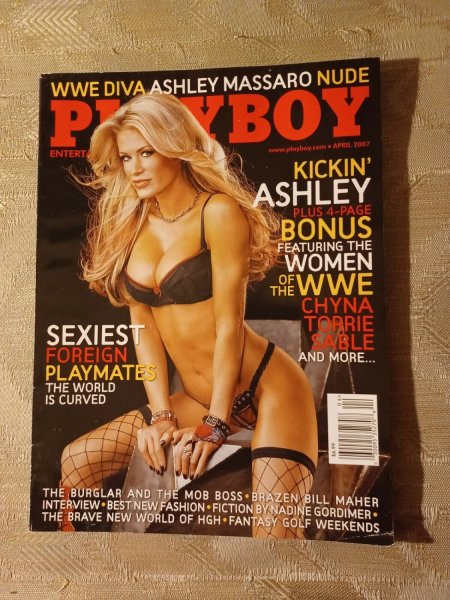 WWE DIVA ASHLEY MASSARO NUDE
PLAYBOY
www.playboy.com • APRIL 2007
KICKIN'
ASHLEY
PLUS 4-PAGE
BONUS
FEATURING THE
WOMEN
OF THE WWE
CHYNA
TORRIE
SABLE
AND MORE...
SEXIEST
FOREIGN
PLAYMATES
THE WORLD
IS CURVED
$6.99
THE BURGLAR AND THE MOB BOSS • BRAZEN BILL MAHER
INTERVIEW • BEST NEW FASHION • FICTION BY NADINE GORDIMER •
THE BRAVE NEW WORLD OF HGH • FANTASY GOLF WEEKENDS